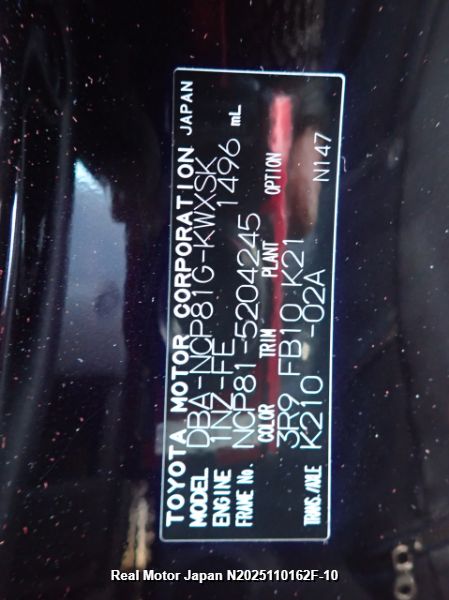 TOYOTA MOTOR CORPORATION JAPAN
MODEL DBA-NCP81G-KWXSK
ENGINE 1NZ-FE 1496 mL
FRAME No. NCP81-5204245
COLOR TRIM PLANT OPTION
3R9 FB10 K21
TRANS./AXLE K210 -02A N147
Real Motor Japan N2025110162F-10